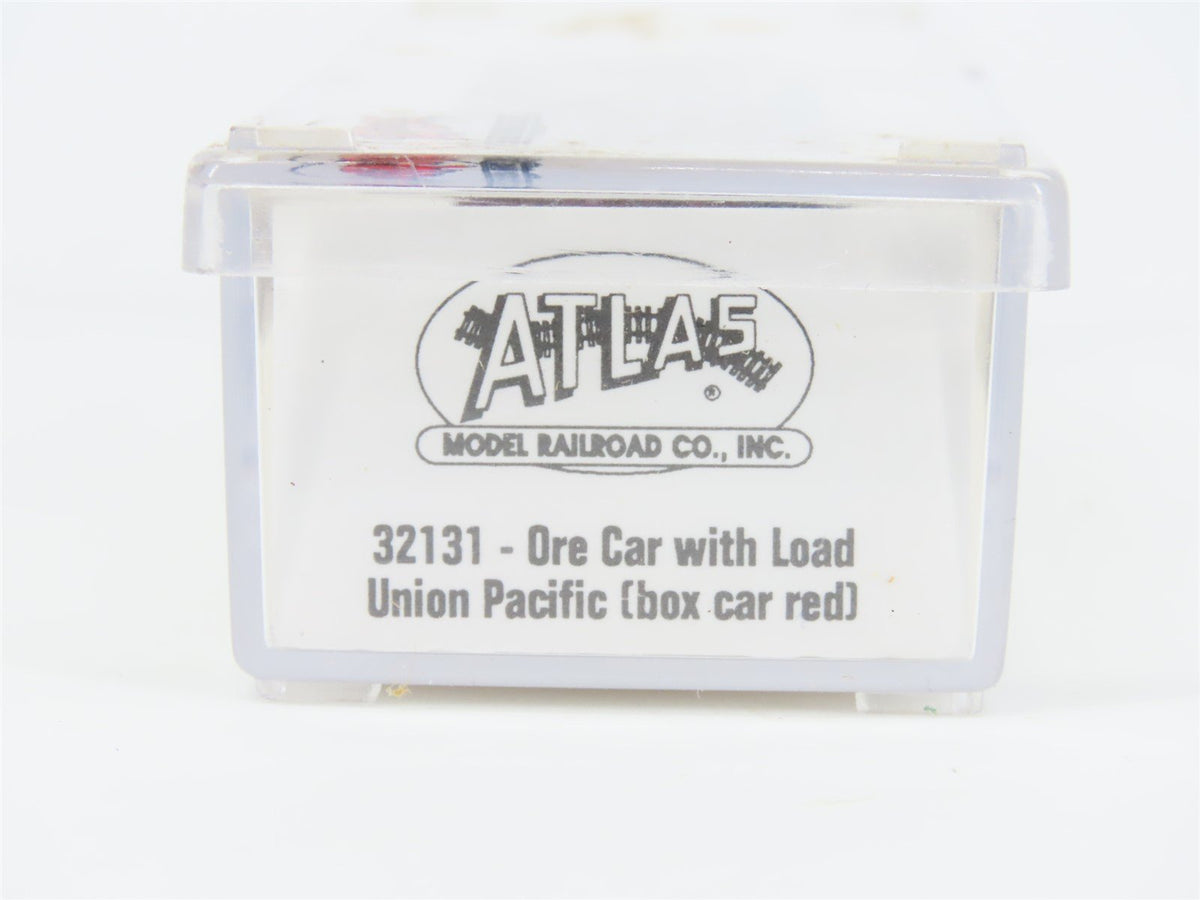 ATLAS
®
MODEL RAILROAD CO., INC.
32131 - Ore Car with Load
Union Pacific (box car red)